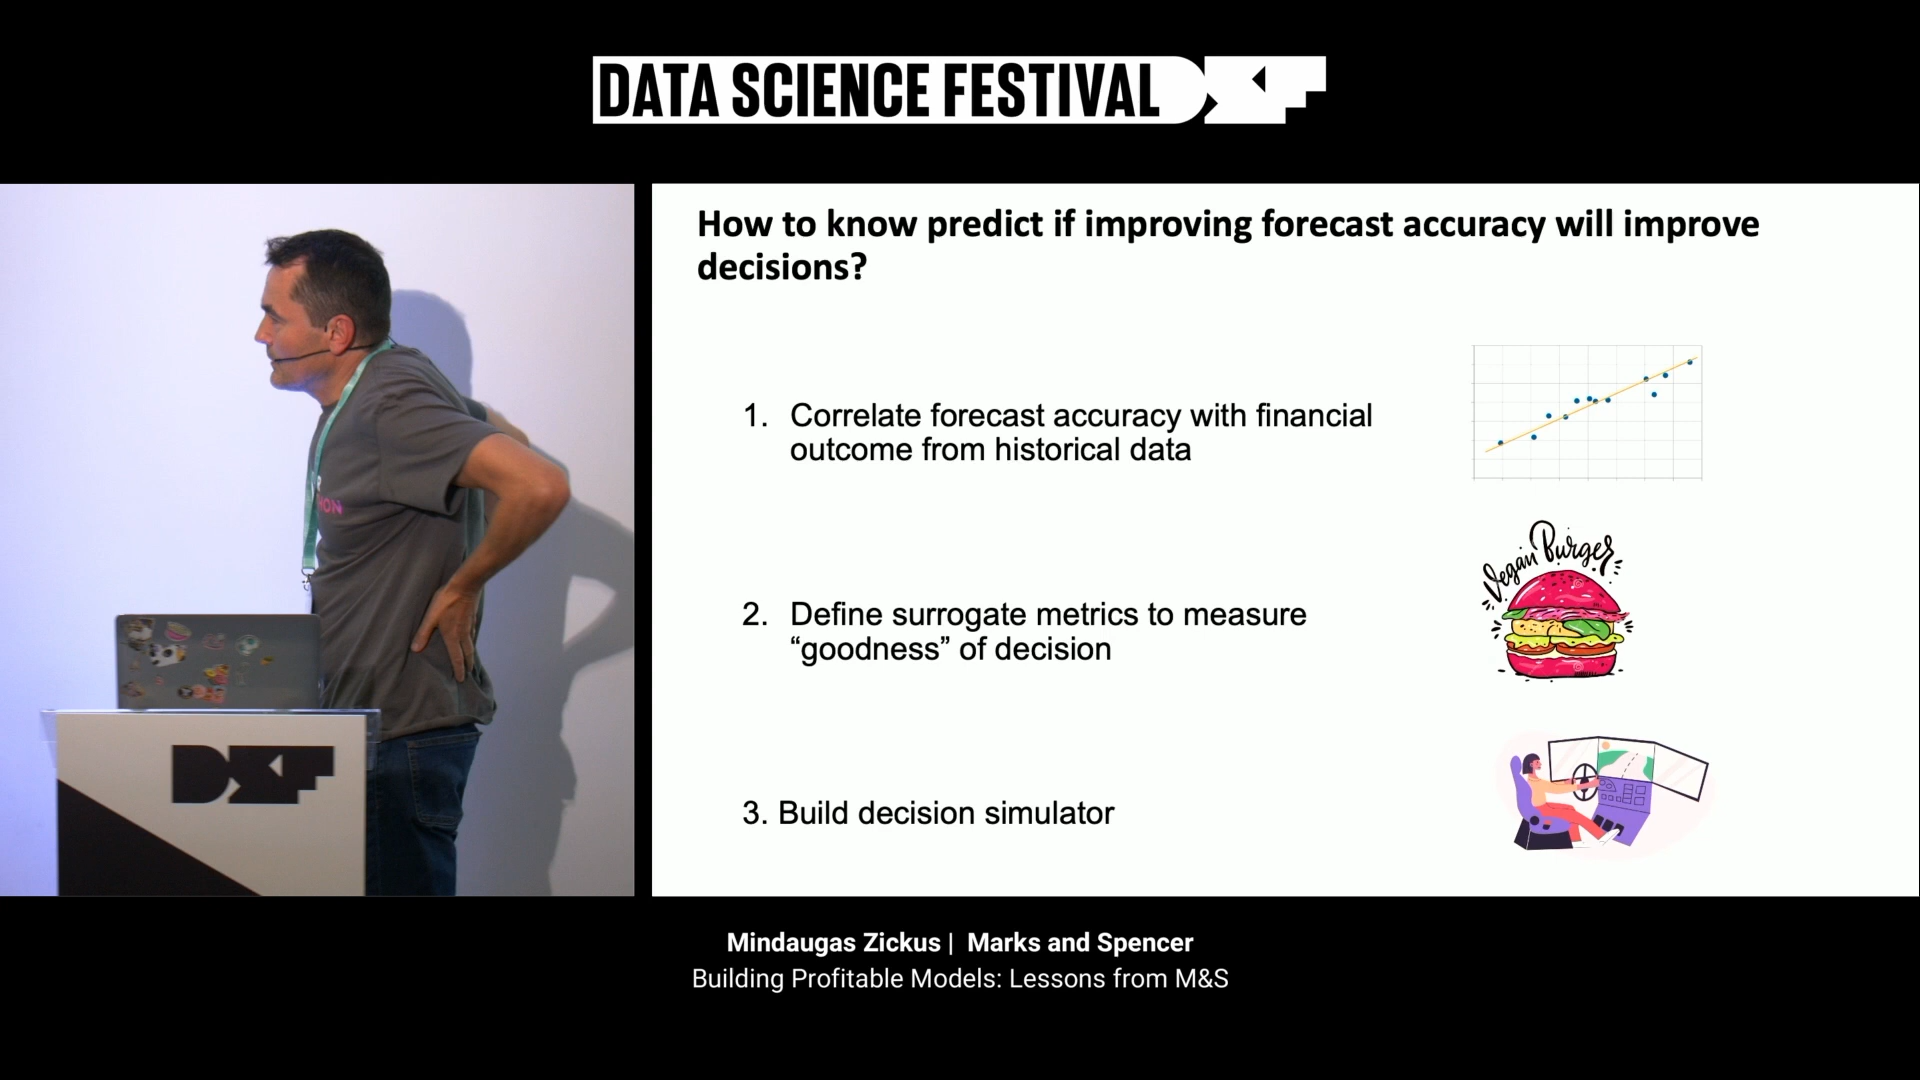 DATA SCIENCE FESTIVAL
How to know predict if improving forecast accuracy will improve
decisions?
1. Correlate forecast accuracy with financial
outcome from historical data
Vegan Burger
2. Define surrogate metrics to measure
“goodness” of decision
3. Build decision simulator
Mindaugas Zickus | Marks and Spencer
Building Profitable Models: Lessons from M&S